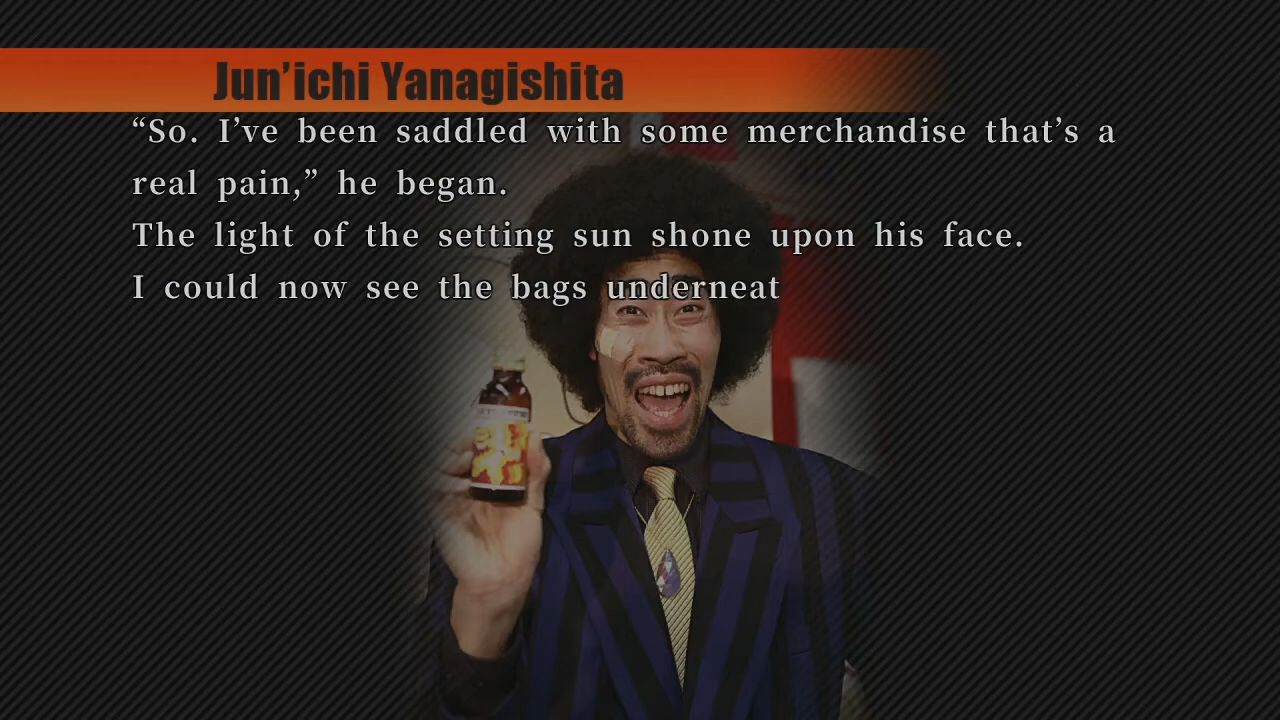 Jun’ichi Yanagishita
“So. I’ve been saddled with some merchandise that’s a
real pain,” he began.
The light of the setting sun shone upon his face.
I could now see the bags underneat